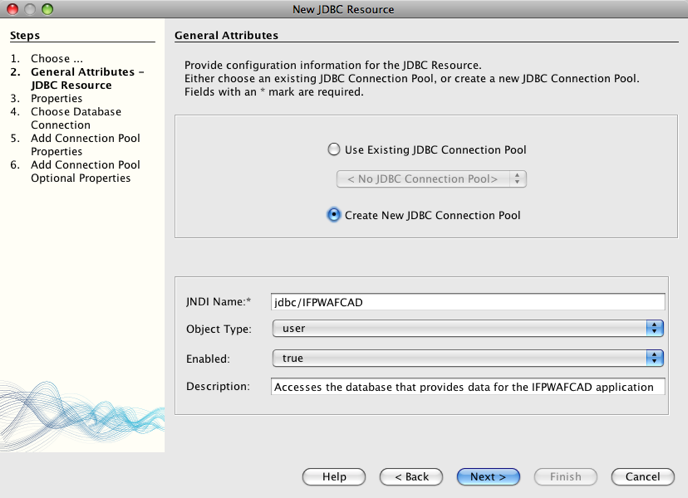 New JDBC Resource
Steps
1. Choose ...
2. General Attributes –
JDBC Resource
3. Properties
4. Choose Database
Connection
5. Add Connection Pool
Properties
6. Add Connection Pool
Optional Properties
General Attributes
Provide configuration information for the JDBC Resource.
Either choose an existing JDBC Connection Pool, or create a new JDBC Connection Pool.
Fields with an * mark are required.
Use Existing JDBC Connection Pool
< No JDBC Connection Pool>
Create New JDBC Connection Pool
JNDI Name:* jdbc/IFPWAFCAD
Object Type: user
Enabled: true
Description: Accesses the database that provides data for the IFPWAFCAD application
Help < Back Next > Finish Cancel